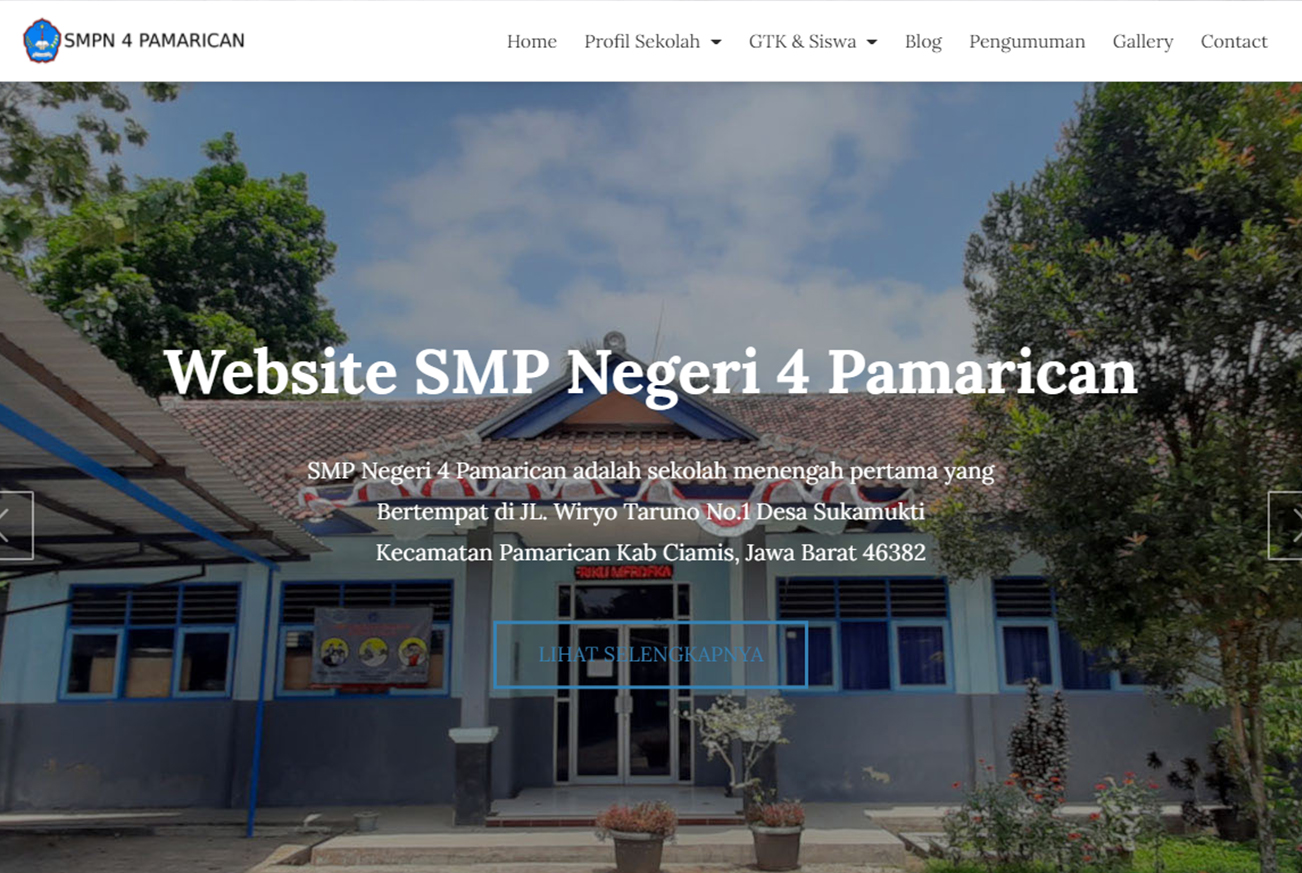 SMPN 4 PAMARICAN
Home Profil Sekolah GTK & Siswa Blog Pengumuman Gallery Contact
Website SMP Negeri 4 Pamarican
SMP Negeri 4 Pamarican adalah sekolah menengah pertama yang
Bertempat di JL. Wiryo Taruno No.1 Desa Sukamukti
Kecamatan Pamarican Kab Ciamis, Jawa Barat 46382
LIHAT SELENGKAPNYA